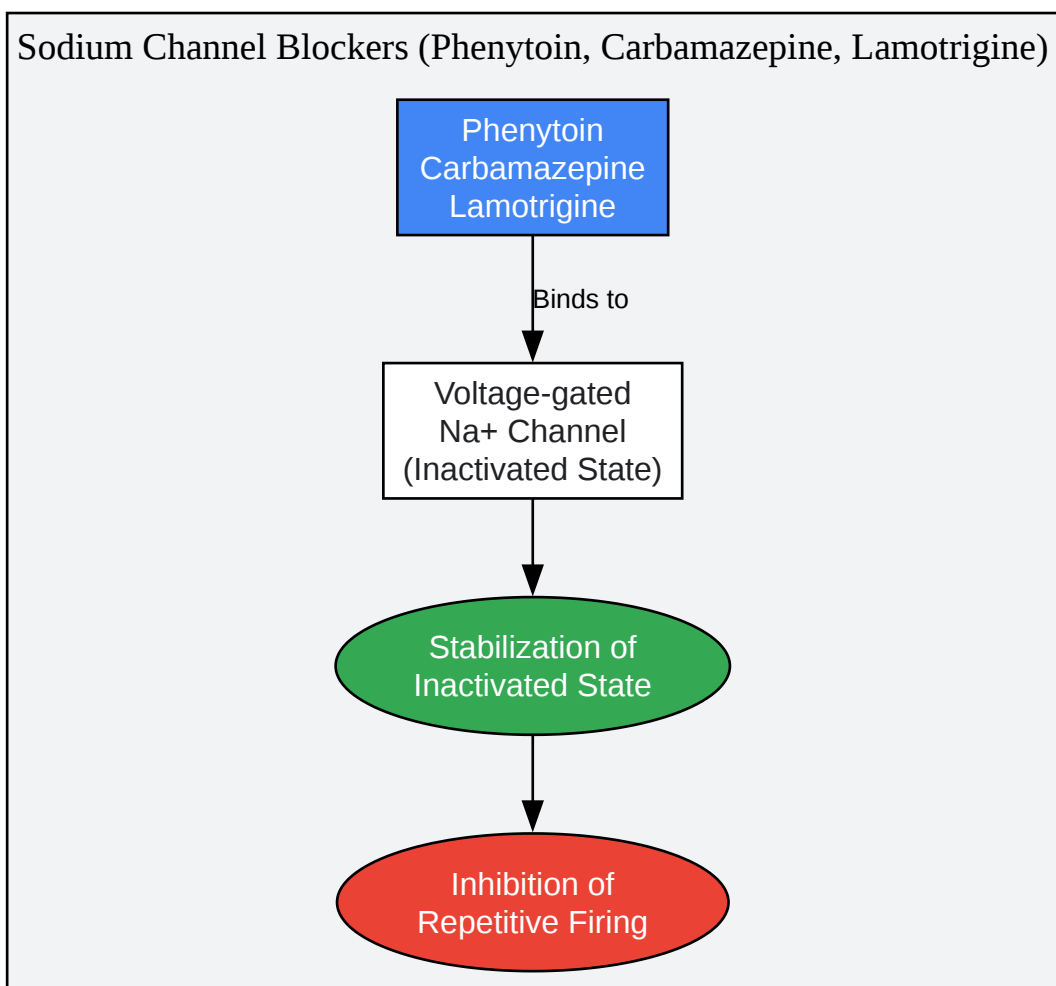 Sodium Channel Blockers (Phenytoin, Carbamazepine, Lamotrigine)
Phenytoin
Carbamazepine
Lamotrigine
Binds to
Voltage-gated
Na+ Channel
(Inactivated State)
Stabilization of
Inactivated State
Inhibition of
Repetitive Firing